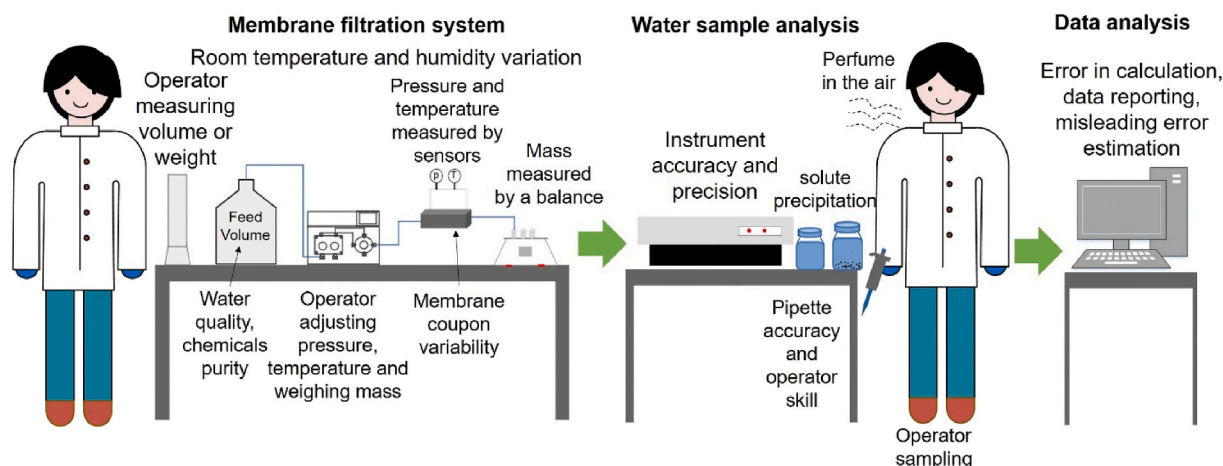 Membrane filtration system
Room temperature and humidity variation
Operator
measuring
volume or
weight
Pressure and
temperature
measured by
sensors
p T
Mass
measured
by a balance
Feed
Volume
Water
quality,
chemicals
purity
Operator
adjusting
pressure,
temperature and
weighing mass
Membrane
coupon
variability
Water sample analysis
Perfume
in the air
Instrument
accuracy and
precision
solute
precipitation
Pipette
accuracy
and
operator
skill
Operator
sampling
Data analysis
Error in calculation,
data reporting,
misleading error
estimation